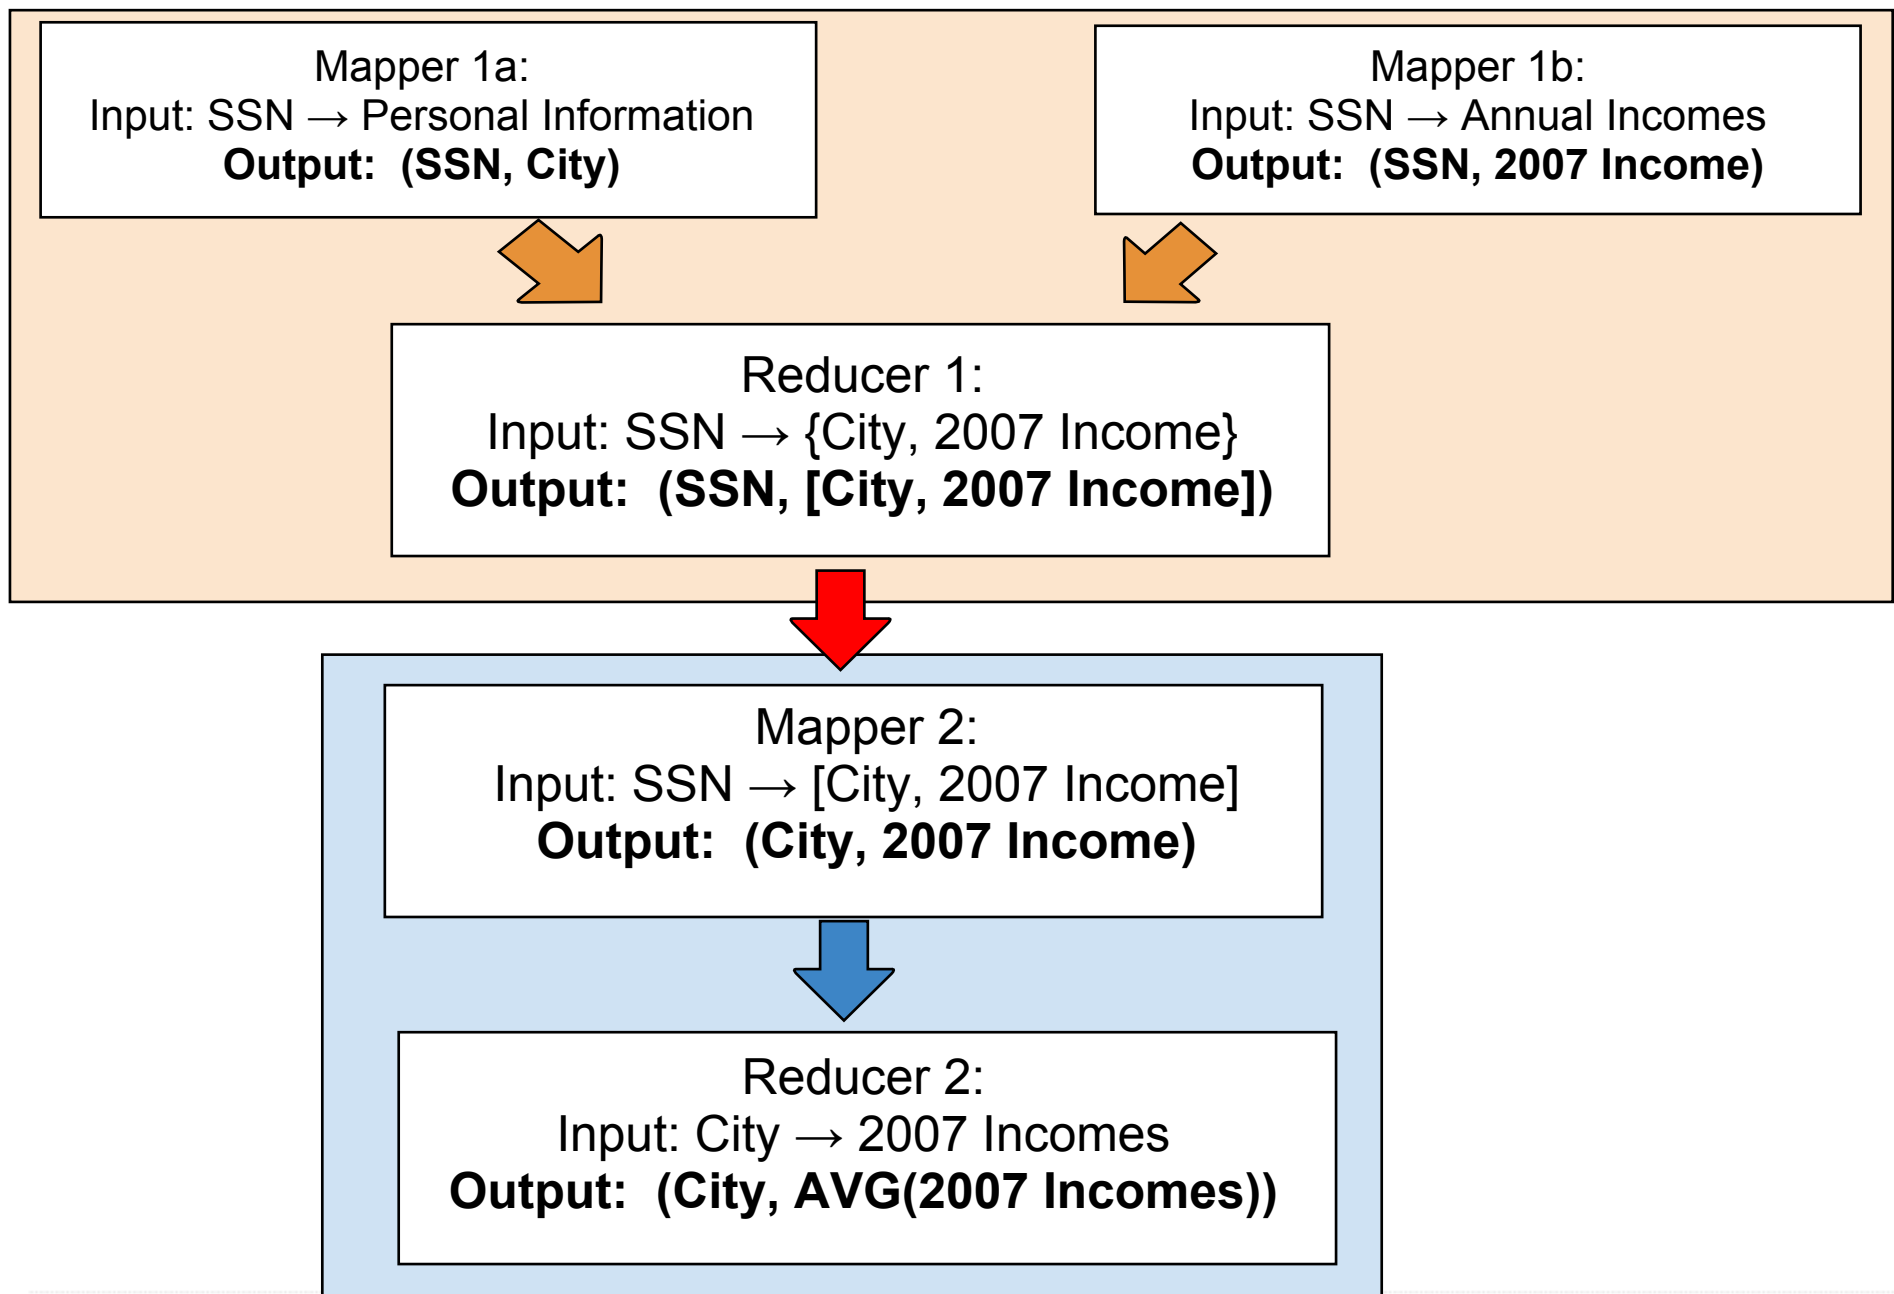 Mapper 1a:
Input: SSN → Personal Information
Output:  (SSN, City)
Mapper 1b:
Input: SSN → Annual Incomes
Output:  (SSN, 2007 Income)
Reducer 1:
Input: SSN → {City, 2007 Income}
Output:  (SSN, [City, 2007 Income])
Mapper 2:
Input: SSN → [City, 2007 Income]
Output:  (City, 2007 Income)
Reducer 2:
Input: City → 2007 Incomes
Output:  (City, AVG(2007 Incomes))